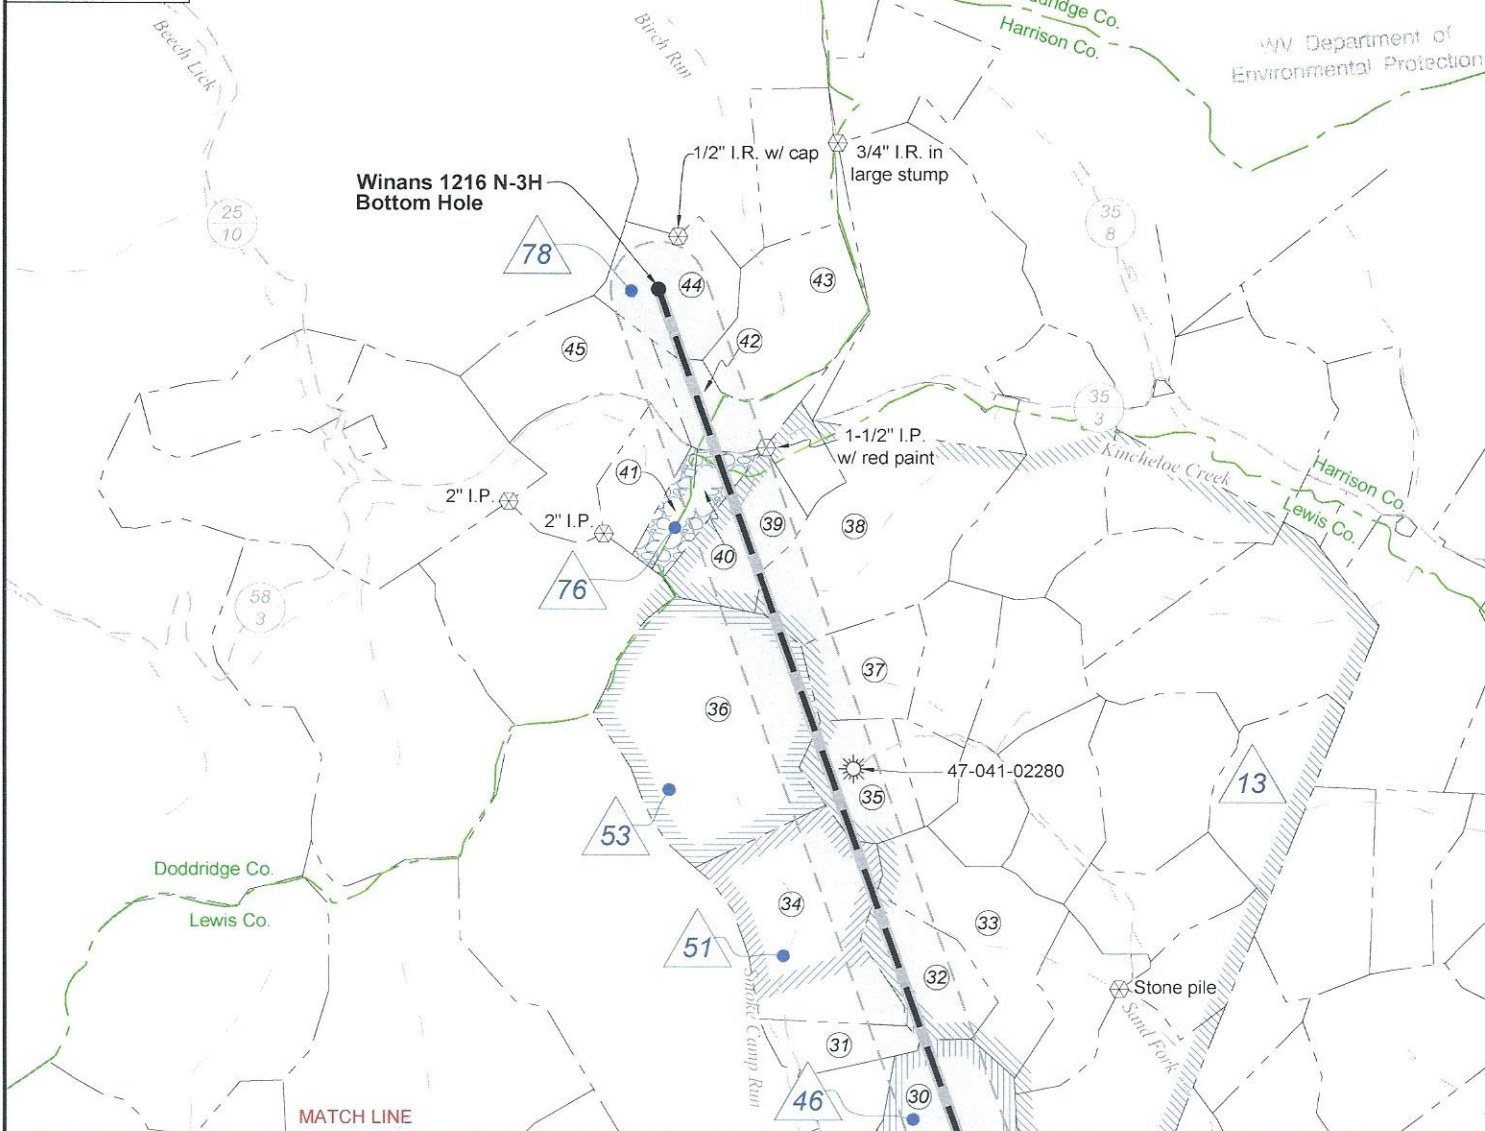 Beech Lick
Birch Run
Harrison Co.
WV Department of
Environmental Protection
1/2" I.R. w/ cap
3/4" I.R. in
large stump
Winans 1216 N-3H
Bottom Hole
25
10
35
8
78
44
43
45
42
35
3
1-1/2" I.P.
w/ red paint
Kincheloe Creek
Harrison Co.
Lewis Co.
41
2" I.P.
2" I.P.
39
38
40
76
58
3
37
36
47-041-02280
13
35
53
Doddridge Co.
Lewis Co.
34
33
51
32
Stone pile
Smoke Camp Run
Sand Fork
31
46
30
MATCH LINE